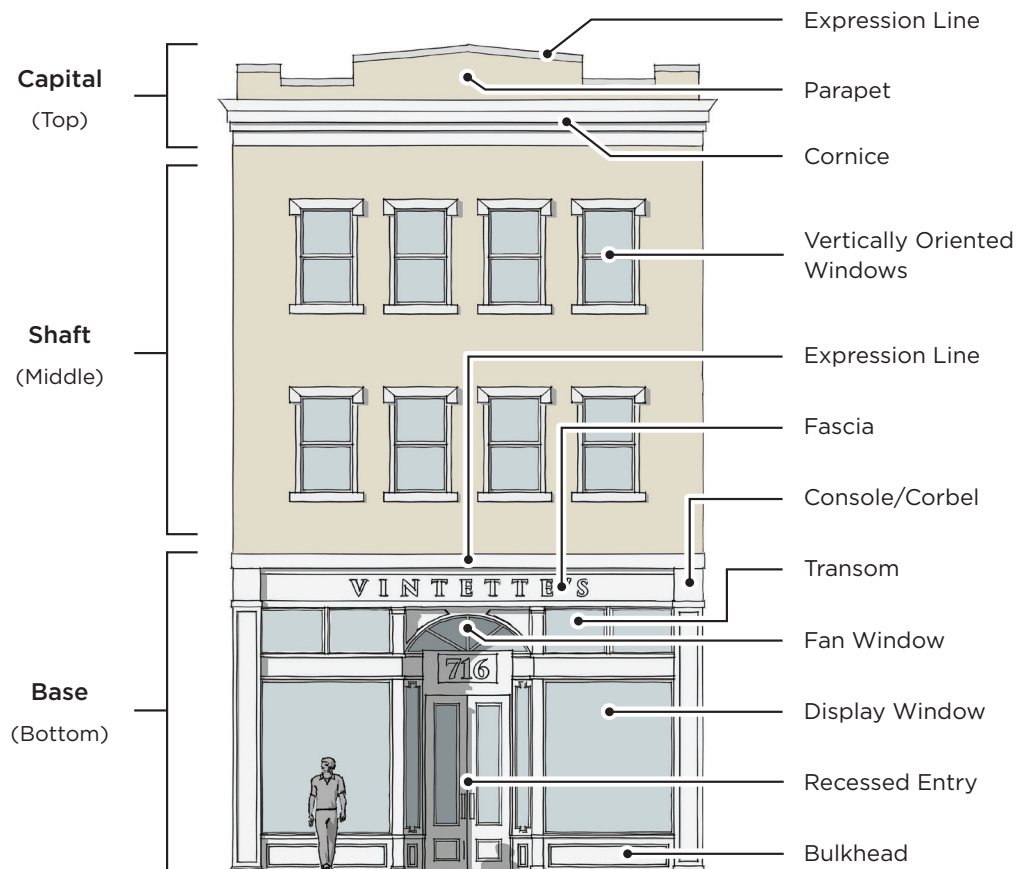 Capital
(Top)
Shaft
(Middle)
Base
(Bottom)
Expression Line
Parapet
Cornice
Vertically Oriented
Windows
Expression Line
Fascia
Console/Corbel
Transom
Fan Window
Display Window
Recessed Entry
Bulkhead
VINTETTE'S
716